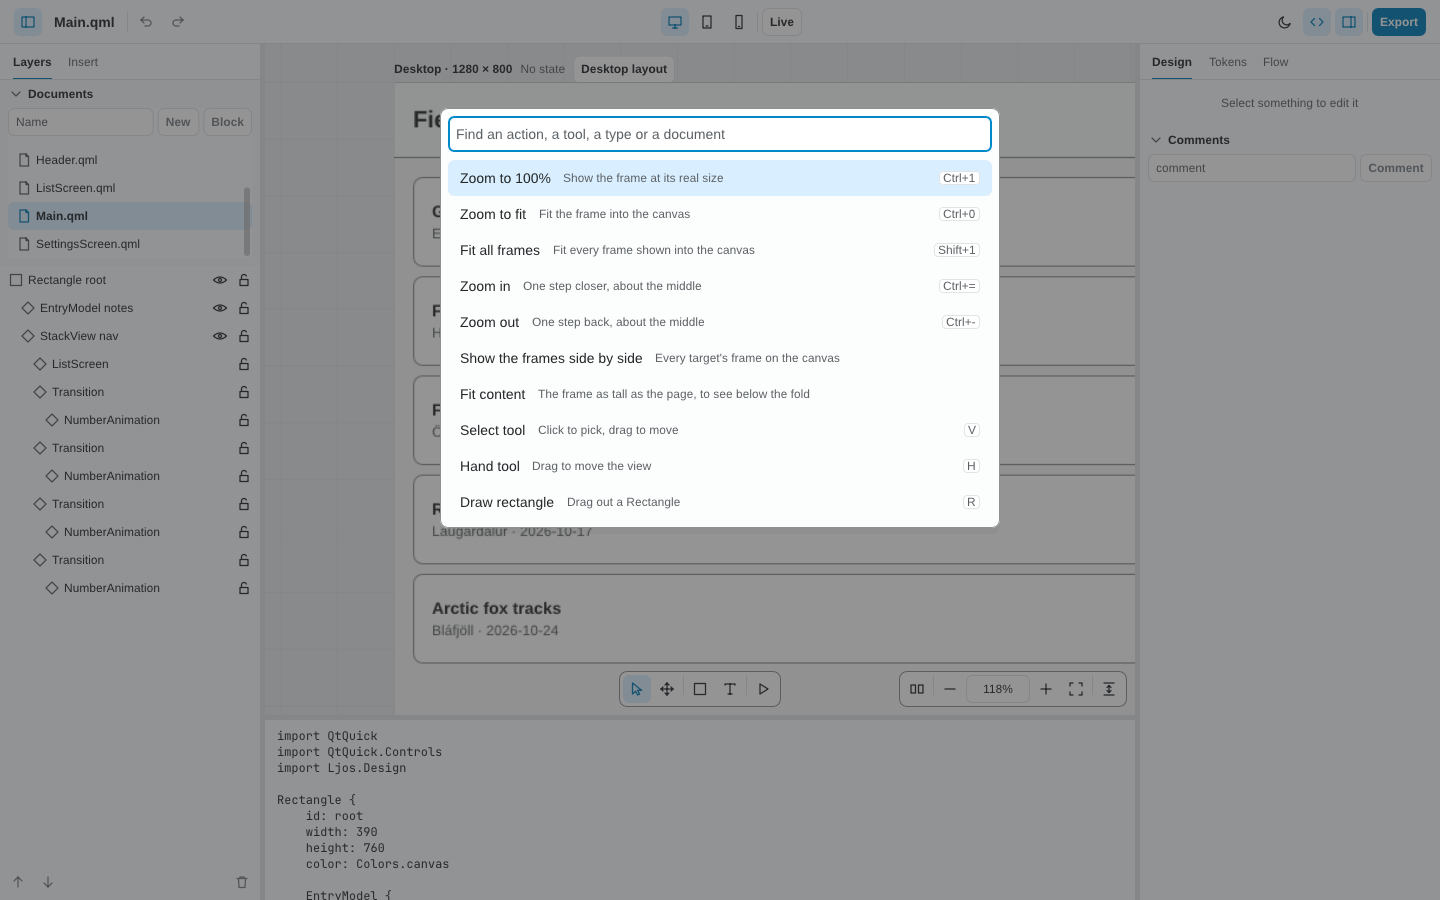 Main.qml
Live
Export
Layers
Insert
Desktop · 1280 × 800
No state
Desktop layout
Design
Tokens
Flow
Documents
Name
New
Block
Header.qml
ListScreen.qml
Main.qml
SettingsScreen.qml
Rectangle root
EntryModel notes
StackView nav
ListScreen
Transition
NumberAnimation
Transition
NumberAnimation
Transition
NumberAnimation
Transition
NumberAnimation
Find an action, a tool, a type or a document
Zoom to 100% Show the frame at its real size Ctrl+1
Zoom to fit Fit the frame into the canvas Ctrl+0
Fit all frames Fit every frame shown into the canvas Shift+1
Zoom in One step closer, about the middle Ctrl+=
Zoom out One step back, about the middle Ctrl+-
Show the frames side by side Every target's frame on the canvas
Fit content The frame as tall as the page, to see below the fold
Select tool Click to pick, drag to move V
Hand tool Drag to move the view H
Draw rectangle Drag out a Rectangle R
Laugardalur · 2026-10-17
Arctic fox tracks
Bláfjöll · 2026-10-24
118%
import QtQuick
import QtQuick.Controls
import Ljos.Design
Rectangle {
id: root
width: 390
height: 760
color: Colors.canvas
EntryModel {
Select something to edit it
Comments
comment
Comment